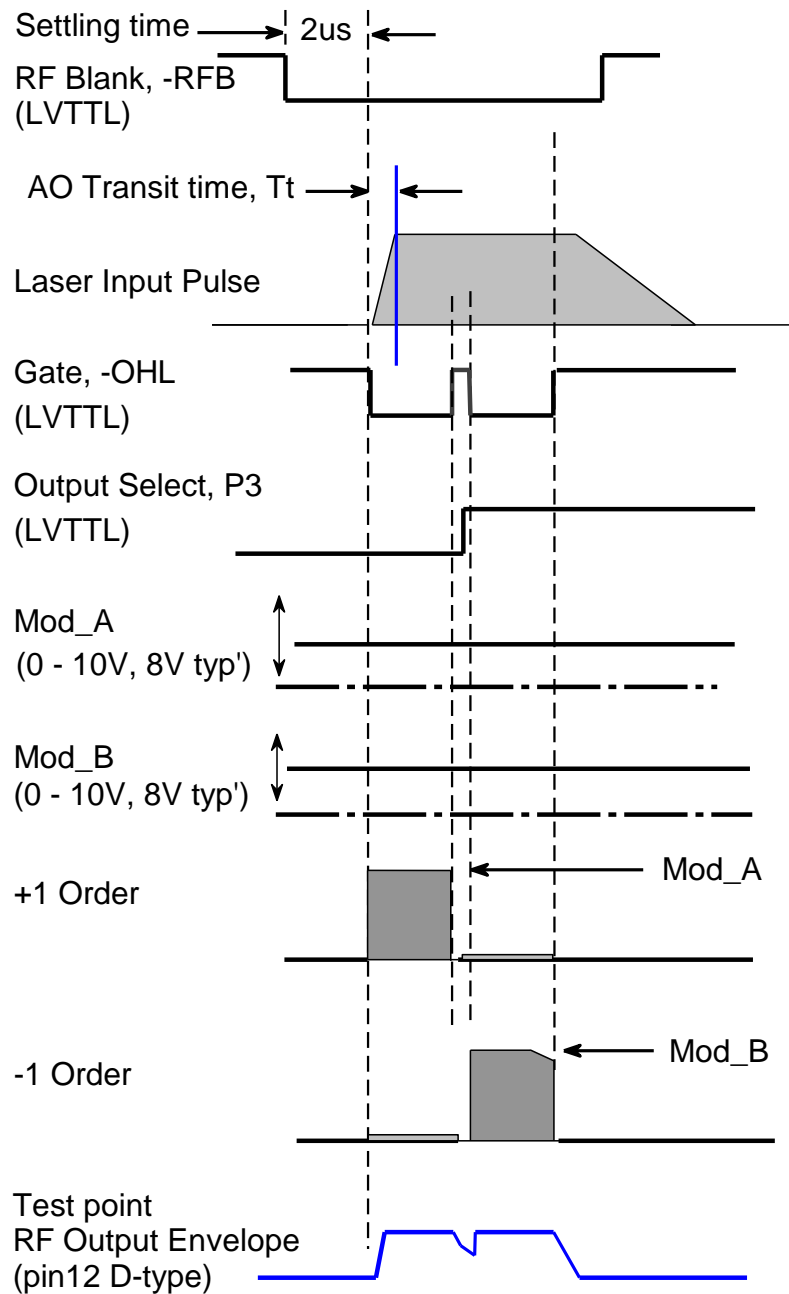 Settling time
2us
RF Blank, -RFB
(LVTTL)
AO Transit time, Tt
Laser Input Pulse
Gate, -OHL
(LVTTL)
Output Select, P3
(LVTTL)
Mod_A
(0 - 10V, 8V typ')
Mod_B
(0 - 10V, 8V typ')
Mod_A
+1 Order
Mod_B
-1 Order
Test point
RF Output Envelope
(pin12 D-type)